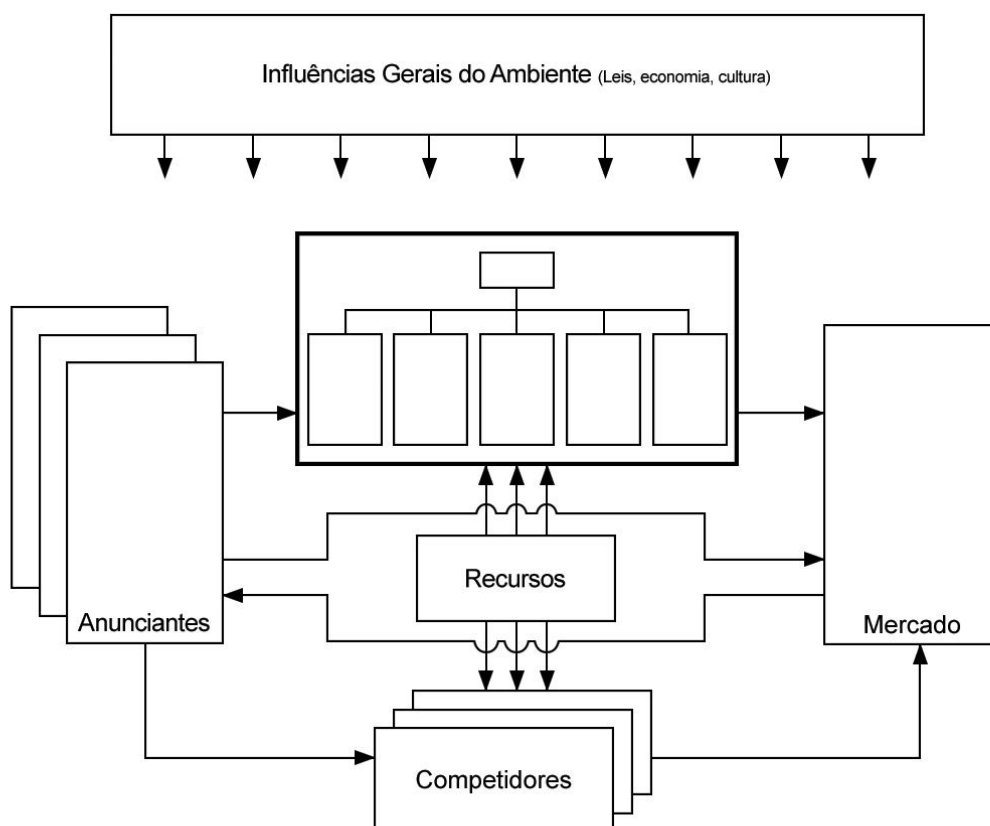 Influências Gerais do Ambiente (Leis, economia, cultura)
Recursos
Anunciantes
Mercado
Competidores